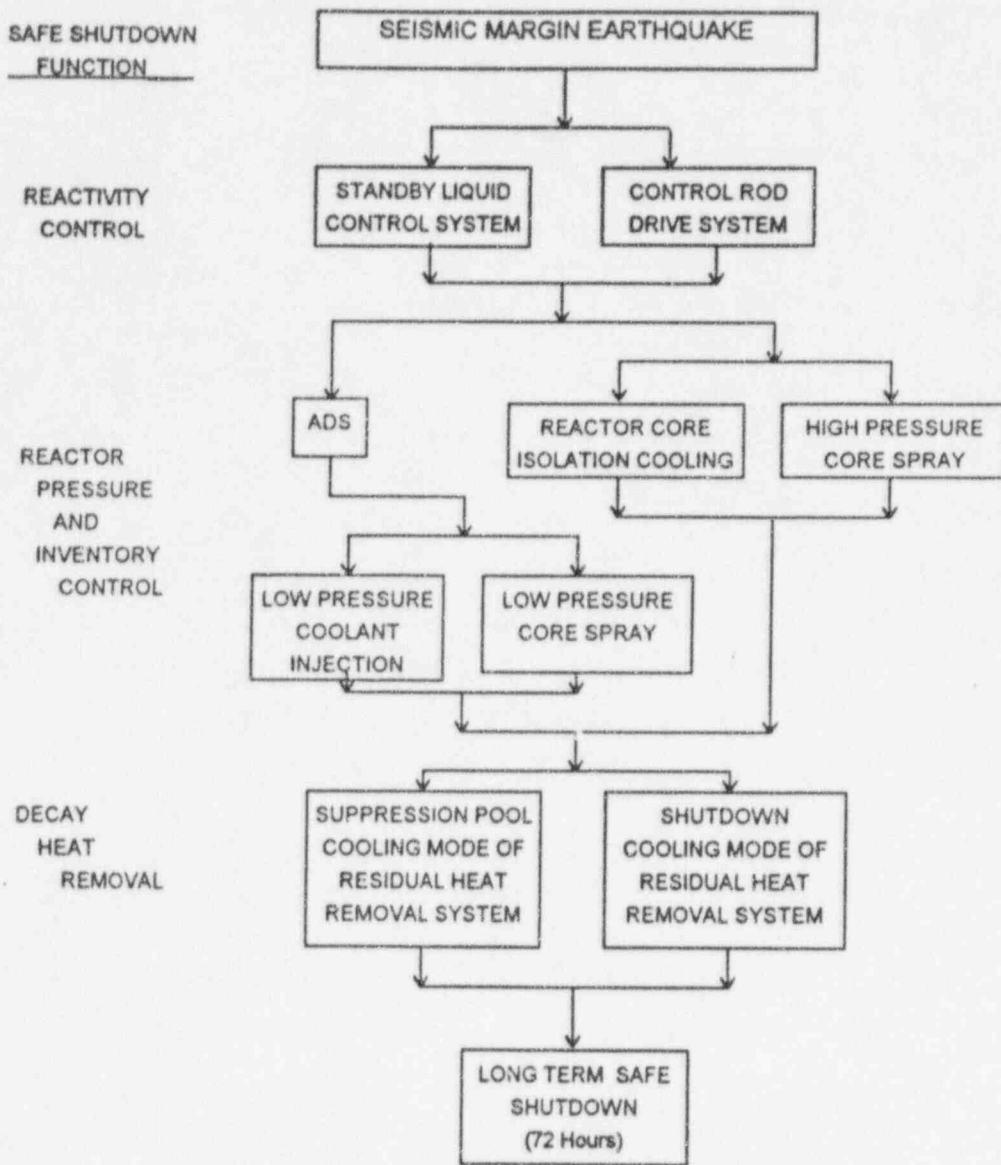 SAFE SHUTDOWN
FUNCTION
SEISMIC MARGIN EARTHQUAKE
REACTIVITY
CONTROL
STANDBY LIQUID
CONTROL SYSTEM
CONTROL ROD
DRIVE SYSTEM
REACTOR
PRESSURE
AND
INVENTORY
CONTROL
ADS
REACTOR CORE
ISOLATION COOLING
HIGH PRESSURE
CORE SPRAY
LOW PRESSURE
COOLANT
INJECTION
LOW PRESSURE
CORE SPRAY
DECAY
HEAT
REMOVAL
SUPPRESSION POOL
COOLING MODE OF
RESIDUAL HEAT
REMOVAL SYSTEM
SHUTDOWN
COOLING MODE OF
RESIDUAL HEAT
REMOVAL SYSTEM
LONG TERM SAFE
SHUTDOWN
(72 Hours)